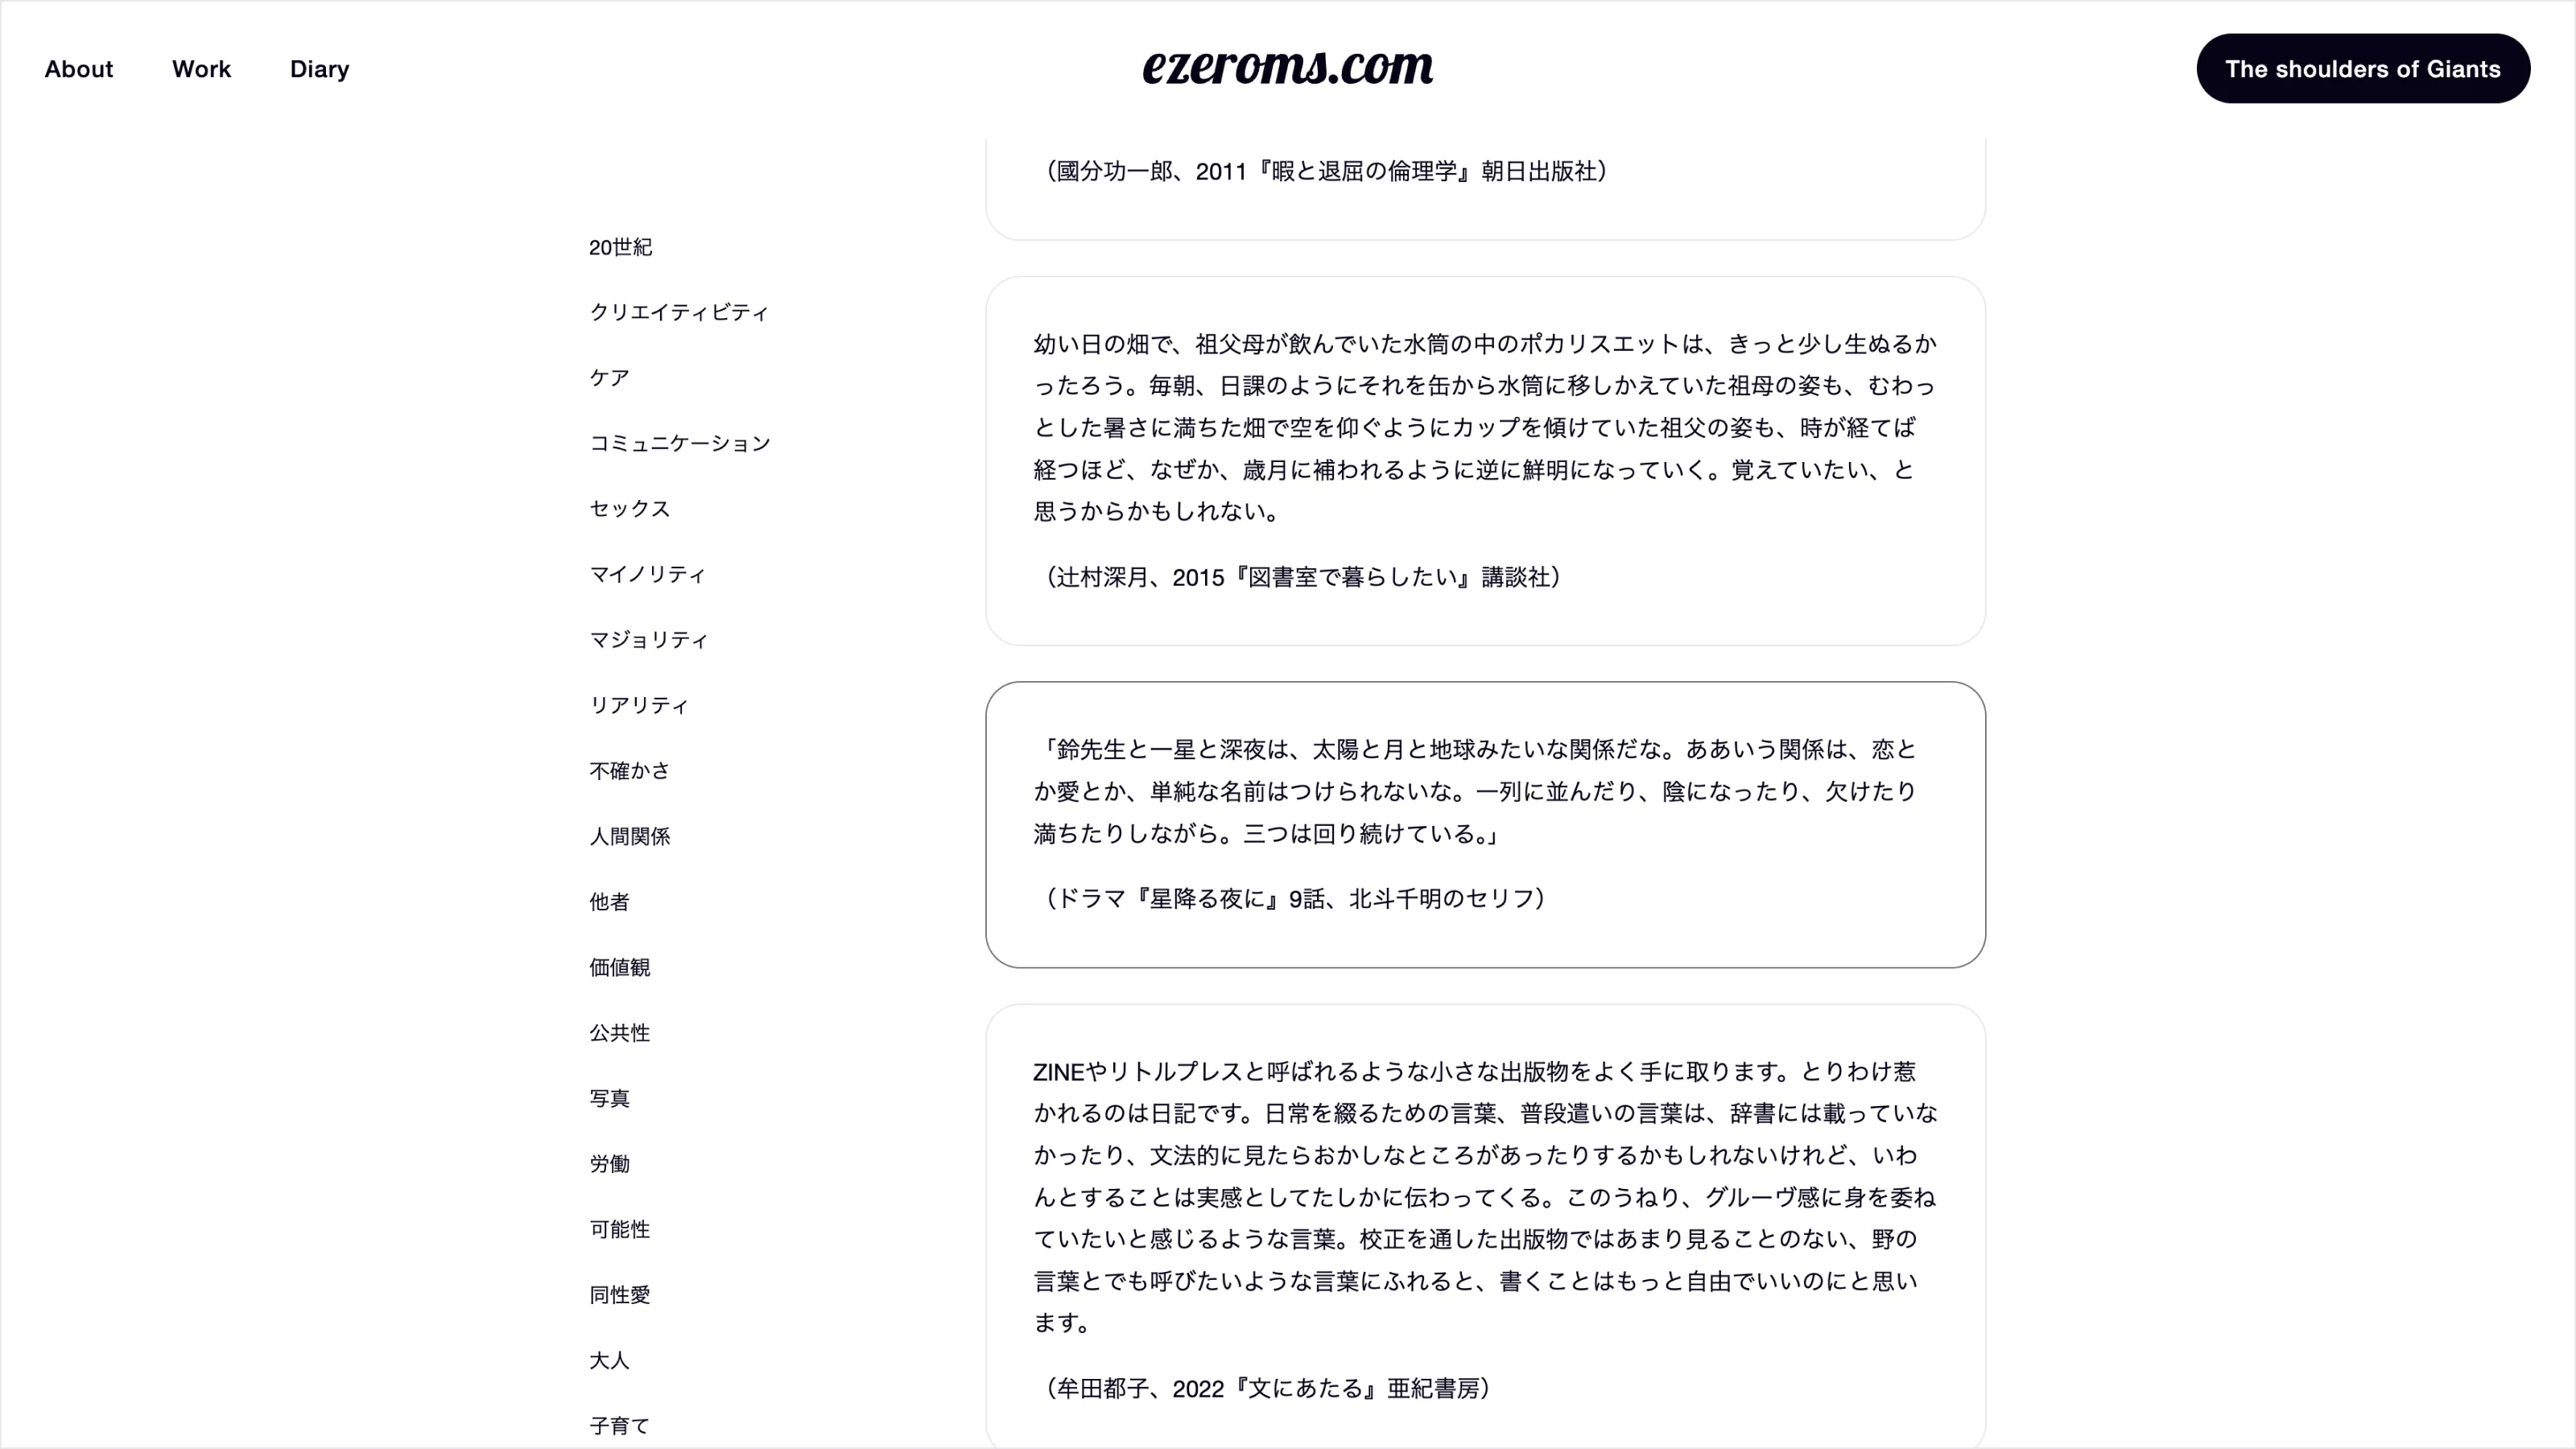 About
Work
Diary
ezeroms.com
The shoulders of Giants
20世紀
クリエイティビティ
ケア
コミュニケーション
セックス
マイノリティ
マジョリティ
リアリティ
不確かさ
人間関係
他者
価値観
公共性
写真
労働
可能性
同性愛
大人
子育て
（國分功一郎、2011『暇と退屈の倫理学』朝日出版社）
幼い日の畑で、祖父母が飲んでいた水筒の中のポカリスエットは、きっと少し生ぬるか
ったろう。毎朝、日課のようにそれを缶から水筒に移しかえていた祖母の姿も、むわっ
とした暑さに満ちた畑で空を仰ぐようにカップを傾けていた祖父の姿も、時が経てば
経つほど、なぜか、歳月に補われるように逆に鮮明になっていく。覚えていたい、と
思うからかもしれない。
（辻村深月、2015『図書室で暮らしたい』講談社）
「鈴先生と一星と深夜は、太陽と月と地球みたいな関係だな。ああいう関係は、恋と
か愛とか、単純な名前はつけられないな。一列に並んだり、陰になったり、欠けたり
満ちたりしながら。三つは回り続けている。」
（ドラマ『星降る夜に』9話、北斗千明のセリフ）
ZINEやリトルプレスと呼ばれるような小さな出版物をよく手に取ります。とりわけ惹
かれるのは日記です。日常を綴るための言葉、普段遣いの言葉は、辞書には載っていな
かったり、文法的に見たらおかしなところがあったりするかもしれないけれど、いわ
んとすることは実感としてたしかに伝わってくる。このうねり、グルーヴ感に身を委ね
ていたいと感じるような言葉。校正を通した出版物ではあまり見ることのない、野の
言葉とでも呼びたいような言葉にふれると、書くことはもっと自由でいいのにと思い
ます。
（牟田都子、2022『文にあたる』亜紀書房）